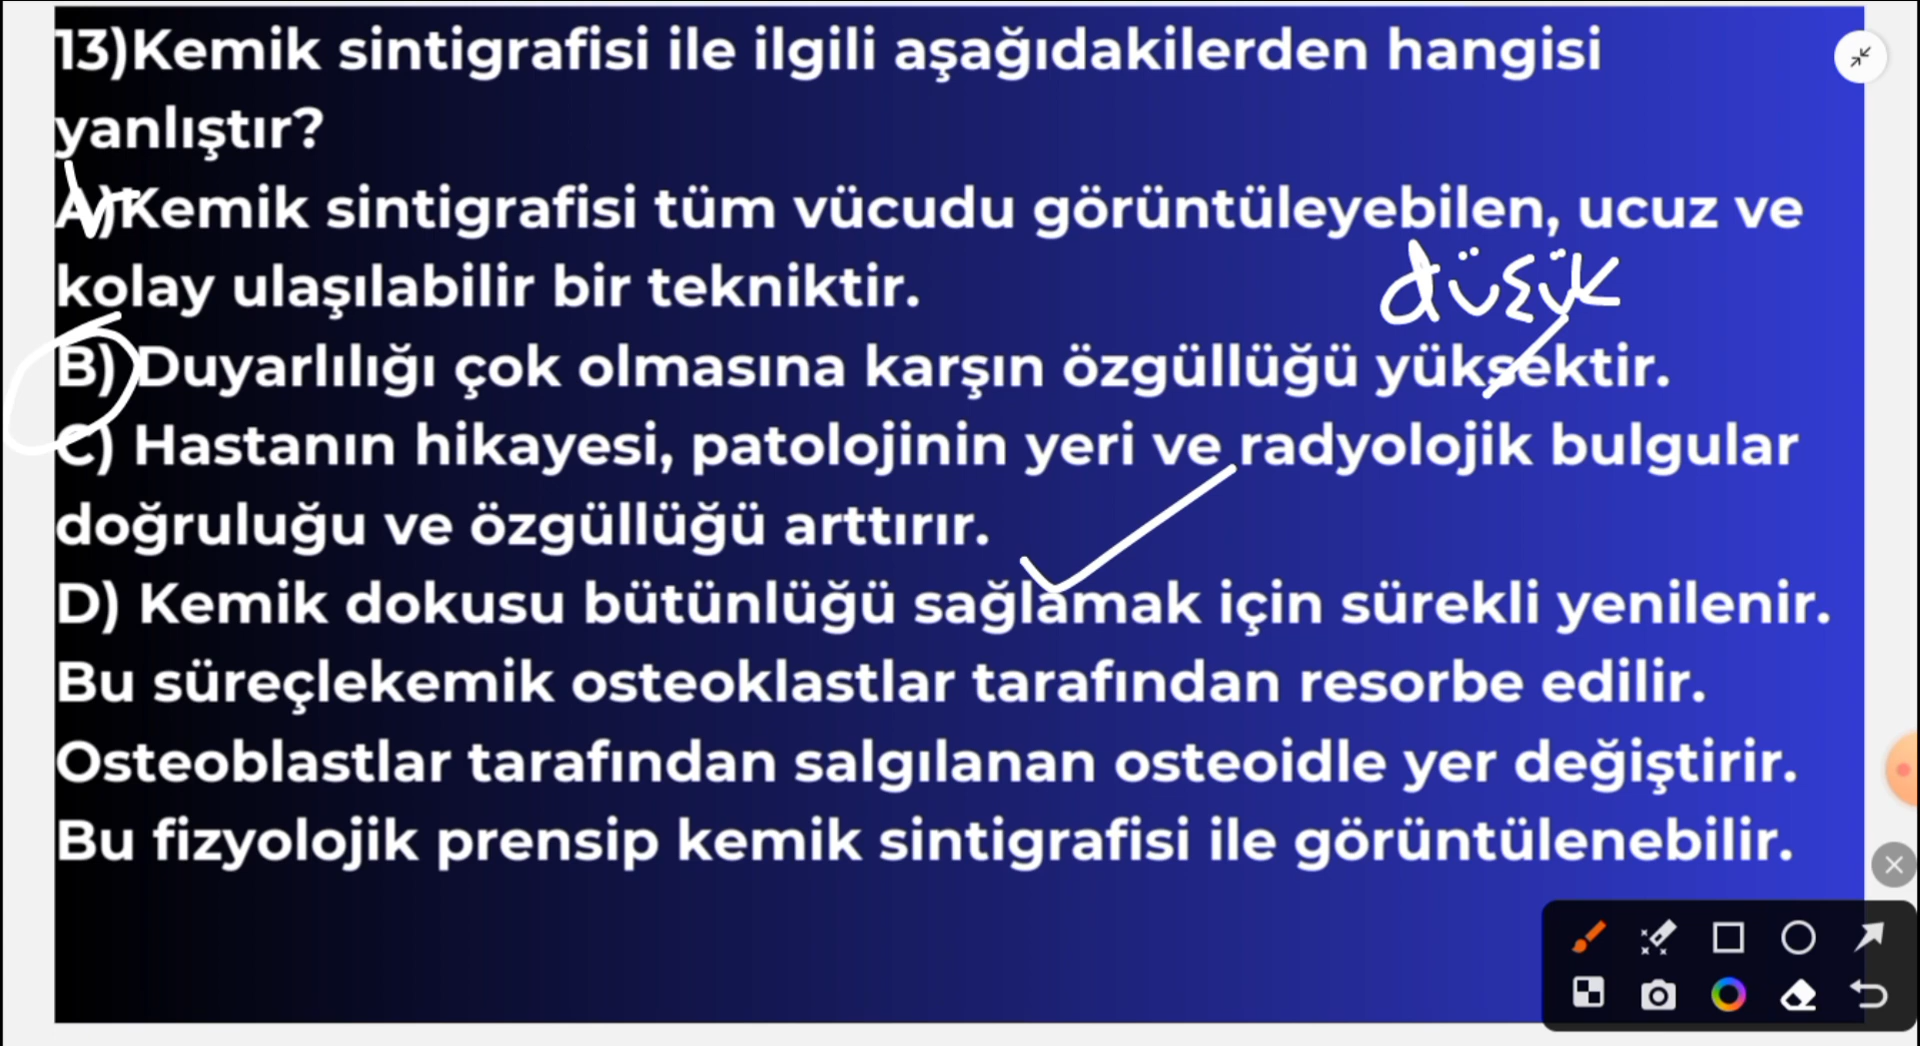 13)Kemik sintigrafisi ile ilgili aşağıdakilerden hangisi
yanlıştır?
A)Kemik sintigrafisi tüm vücudu görüntüleyebilen, ucuz ve
kolay ulaşılabilir bir tekniktir.
düşük
B) Duyarlılığı çok olmasına karşın özgüllüğü yüksektir.
C) Hastanın hikayesi, patolojinin yeri ve radyolojik bulgular
doğruluğu ve özgüllüğü arttırır.
D) Kemik dokusu bütünlüğü sağlamak için sürekli yenilenir.
Bu süreçlekemik osteoklastlar tarafından resorbe edilir.
Osteoblastlar tarafından salgılanan osteoidle yer değiştirir.
Bu fizyolojik prensip kemik sintigrafisi ile görüntülenebilir.